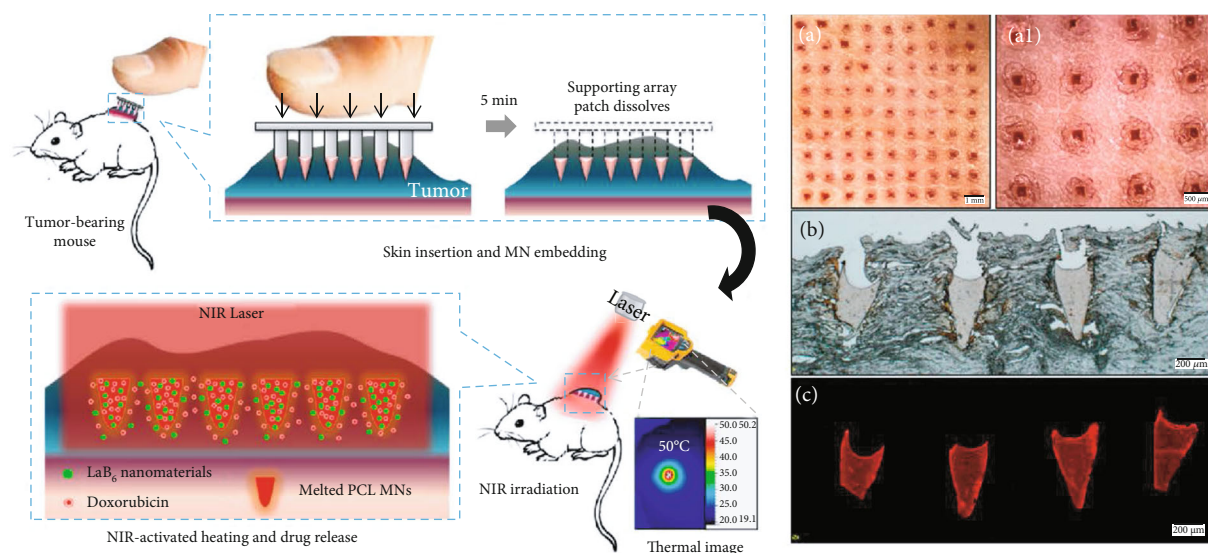 Tumor-bearing
mouse
5 min
Supporting array
patch dissolves
Tumor
Skin insertion and MN embedding
Laser
NIR Laser
LaB6 nanomaterials
Doxorubicin
Melted PCL MNs
NIR-activated heating and drug release
NIR irradiation
50°C
50.0 50.2
45.0
40.0
35.0
30.0
25.0
20.0 19.1
Thermal image
(a)
1 mm
(a1)
500 μm
(b)
200 μm
(c)
200 μm